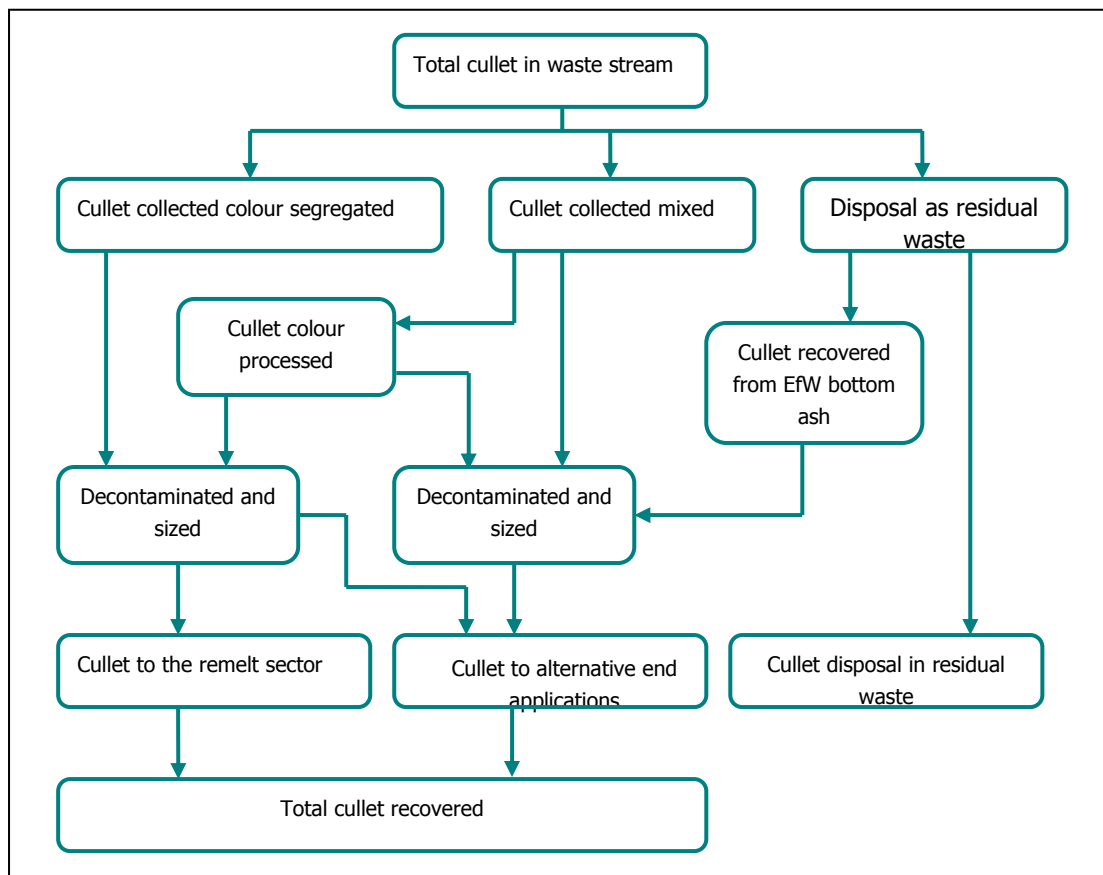 Total cullet in waste stream
Cullet collected colour segregated
Cullet collected mixed
Disposal as residual
waste
Cullet colour
processed
Cullet recovered
from EfW bottom
ash
Decontaminated and
sized
Decontaminated and
sized
Cullet to the remelt sector
Cullet to alternative end
applications
Cullet disposal in residual
waste
Total cullet recovered